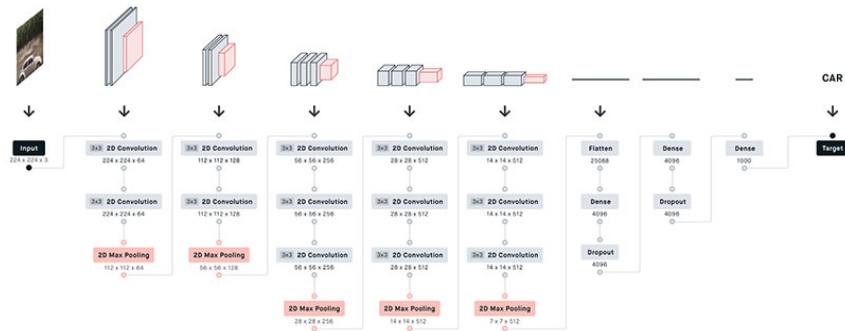 CAR
Input
224 x 224 x 3
3x3 2D Convolution
224 x 224 x 64
3x3 2D Convolution
224 x 224 x 64
2D Max Pooling
112 x 112 x 64
3x3 2D Convolution
112 x 112 x 128
3x3 2D Convolution
112 x 112 x 128
2D Max Pooling
56 x 56 x 128
3x3 2D Convolution
56 x 56 x 256
3x3 2D Convolution
56 x 56 x 256
3x3 2D Convolution
56 x 56 x 256
2D Max Pooling
28 x 28 x 256
3x3 2D Convolution
28 x 28 x 512
3x3 2D Convolution
28 x 28 x 512
3x3 2D Convolution
28 x 28 x 512
2D Max Pooling
14 x 14 x 512
3x3 2D Convolution
14 x 14 x 512
3x3 2D Convolution
14 x 14 x 512
3x3 2D Convolution
14 x 14 x 512
2D Max Pooling
7 x 7 x 512
Flatten
25088
Dense
4096
Dropout
4096
Dense
4096
Dropout
4096
Dense
1000
Target